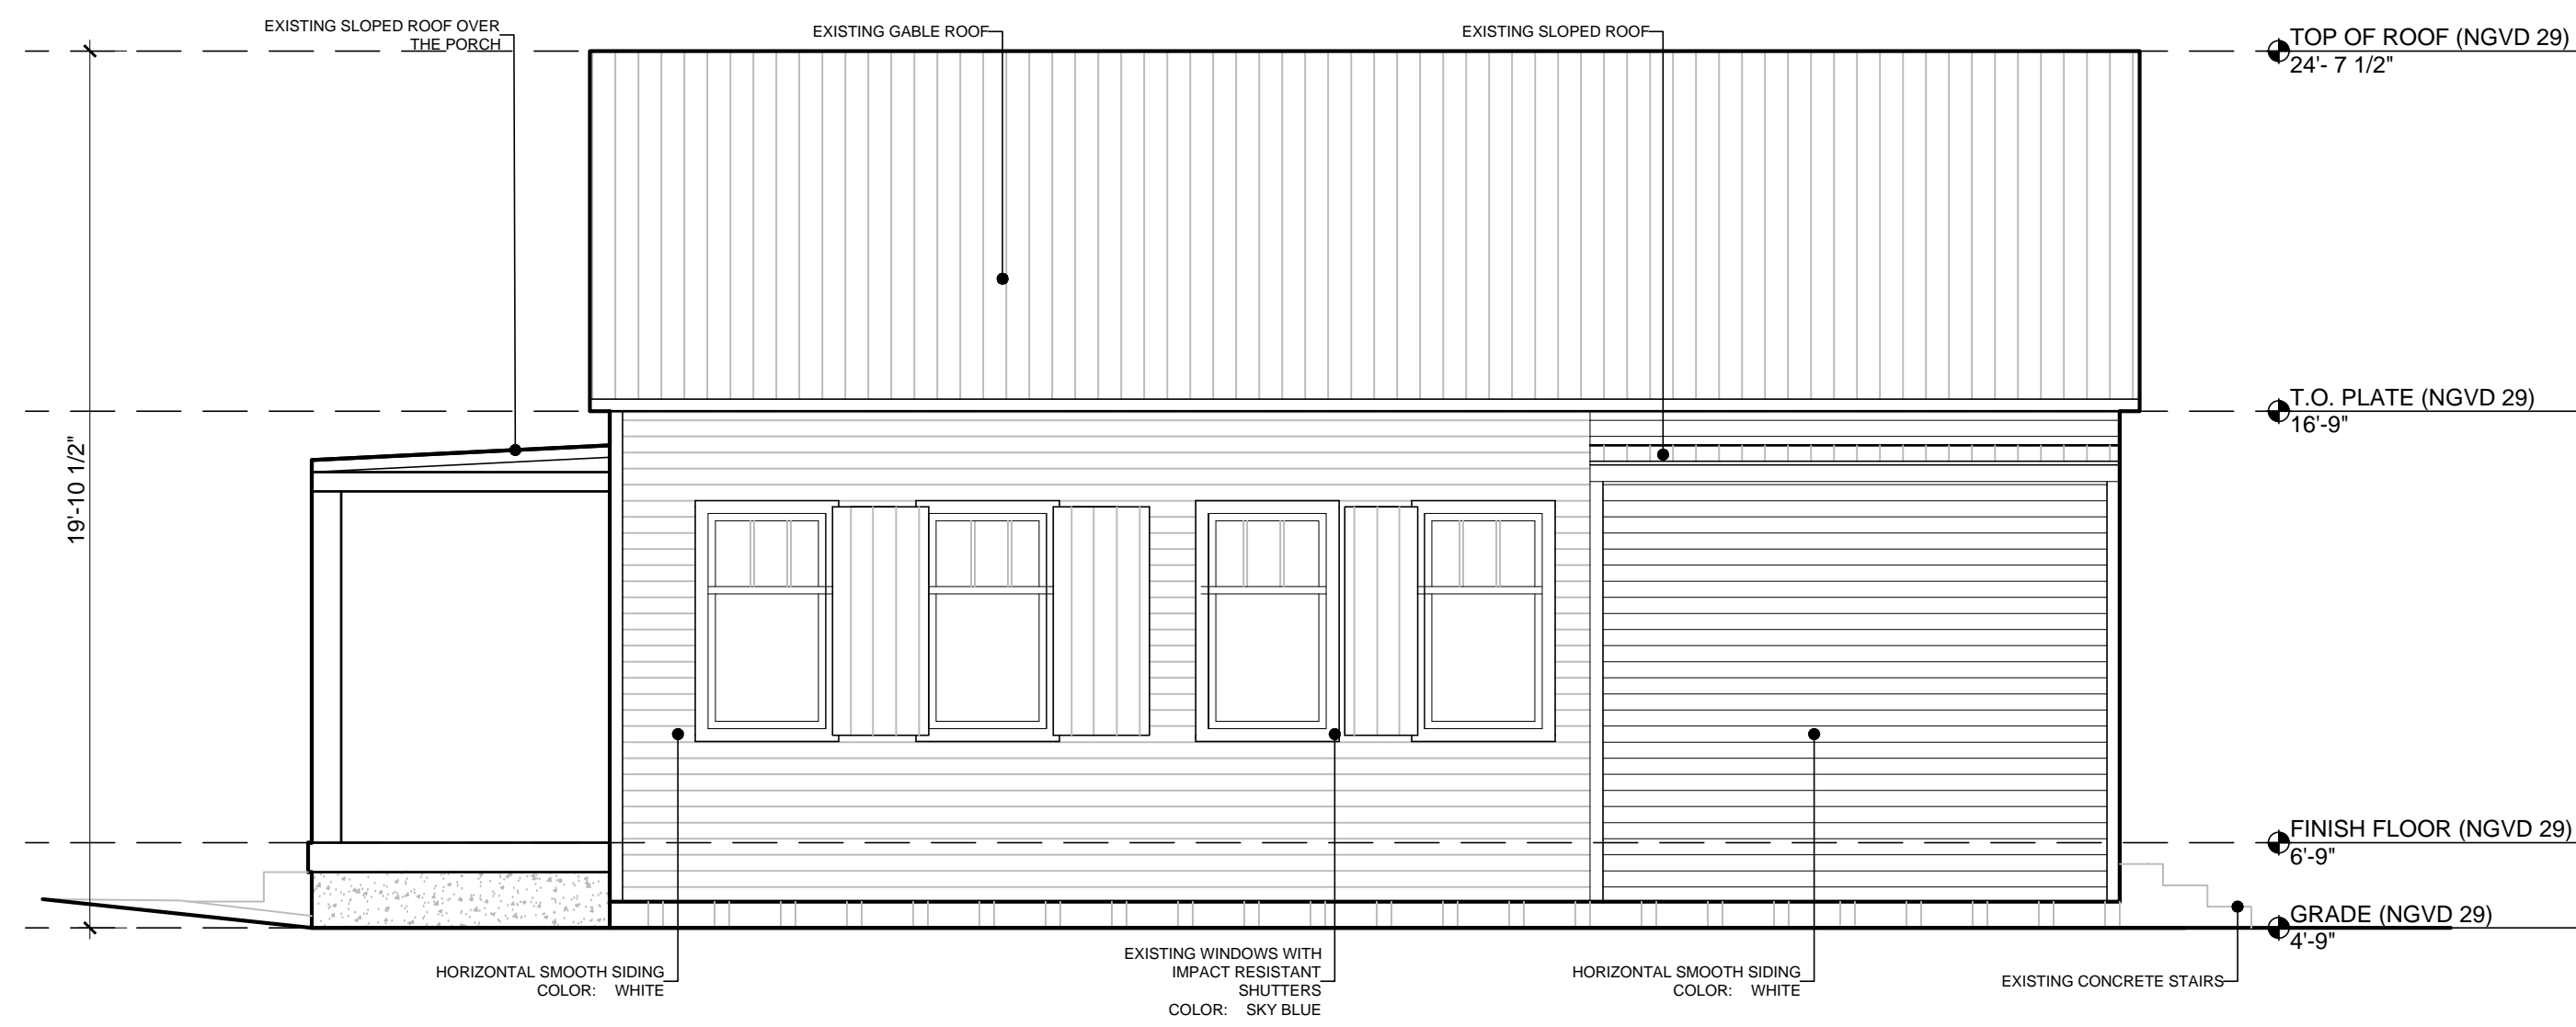 EXISTING SLOPED ROOF OVER
THE PORCH
EXISTING GABLE ROOF
EXISTING SLOPED ROOF
TOP OF ROOF (NGVD 29)
24'- 7 1/2"
T.O. PLATE (NGVD 29)
16'-9"
19'-10 1/2"
FINISH FLOOR (NGVD 29)
6'-9"
GRADE (NGVD 29)
4'-9"
HORIZONTAL SMOOTH SIDING
COLOR: WHITE
EXISTING WINDOWS WITH
IMPACT RESISTANT
SHUTTERS
COLOR: SKY BLUE
HORIZONTAL SMOOTH SIDING
COLOR: WHITE
EXISTING CONCRETE STAIRS